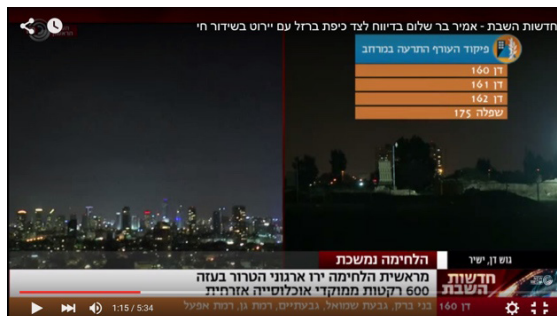 חדשות השבת - אמיר בר שלום בדיווח לצד כיפת ברזל עם יירוט בשידור חי
פיקוד העורף התרעה במרחב
דן 160
דן 161
דן 162
שפלה 175
גוש דן, ישיר
הלחימה נמשכת
חדשות השבת
מראשית הלחימה ירו ארגוני הטרור בעזה
600 רקטות ממוקדי אוכלוסייה אזרחית
דן 160 בני ברק, גבעת שמואל, גבעתיים, רמת גן, רמת אפעל
1:15 / 5:34